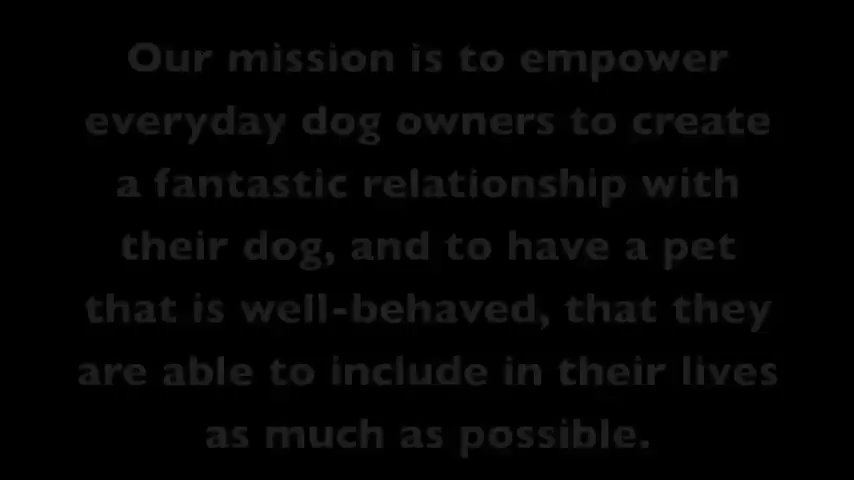 Our mission is to empower
everyday dog owners to create
a fantastic relationship with
their dog, and to have a pet
that is well-behaved, that they
are able to include in their lives
as much as possible.